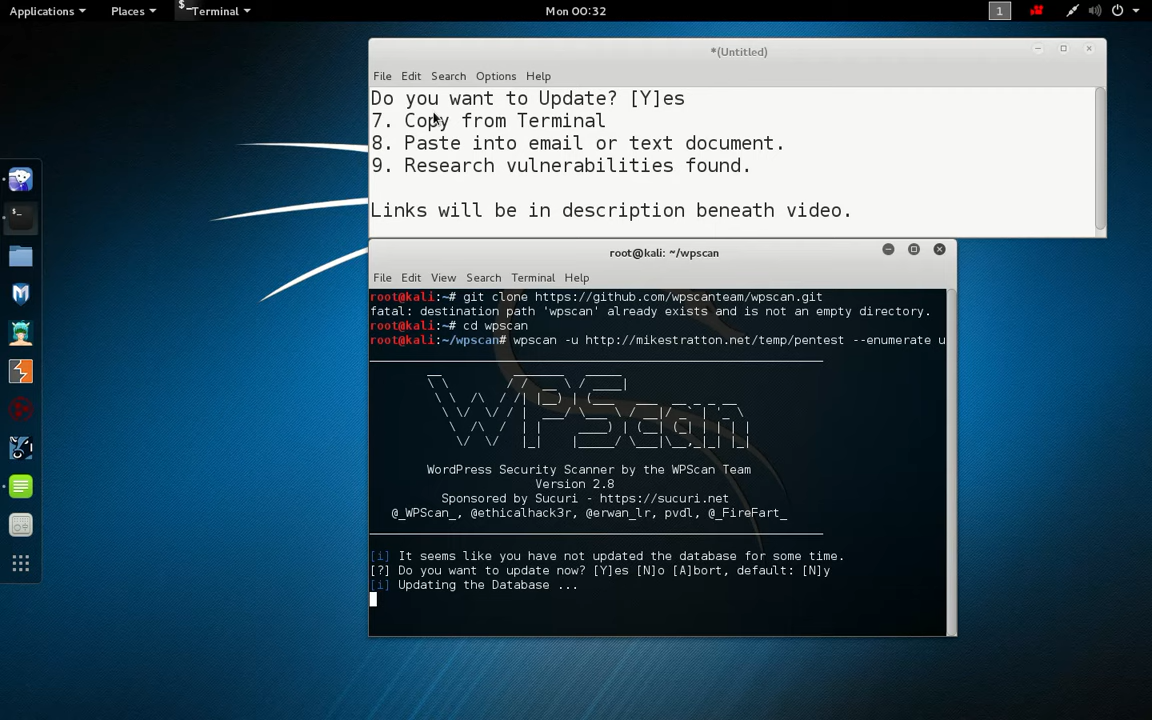 Applications Places Terminal Mon 00:32 1
*(Untitled)
File Edit Search Options Help
Do you want to Update? [Y]es
7. Copy from Terminal
8. Paste into email or text document.
9. Research vulnerabilities found.
Links will be in description beneath video.
root@kali: ~/wpscan
File Edit View Search Terminal Help
root@kali:~# git clone https://github.com/wpscanteam/wpscan.git
fatal: destination path 'wpscan' already exists and is not an empty directory.
root@kali:~# cd wpscan
root@kali:~/wpscan# wpscan -u http://mikestratton.net/temp/pentest --enumerate u
WPScan
WordPress Security Scanner by the WPScan Team
Version 2.8
Sponsored by Sucuri - https://sucuri.net
@_WPScan_, @ethicalhack3r, @erwan_lr, pvdl, @_FireFart_
[i] It seems like you have not updated the database for some time.
[?] Do you want to update now? [Y]es [N]o [A]bort, default: [N]y
[i] Updating the Database ...